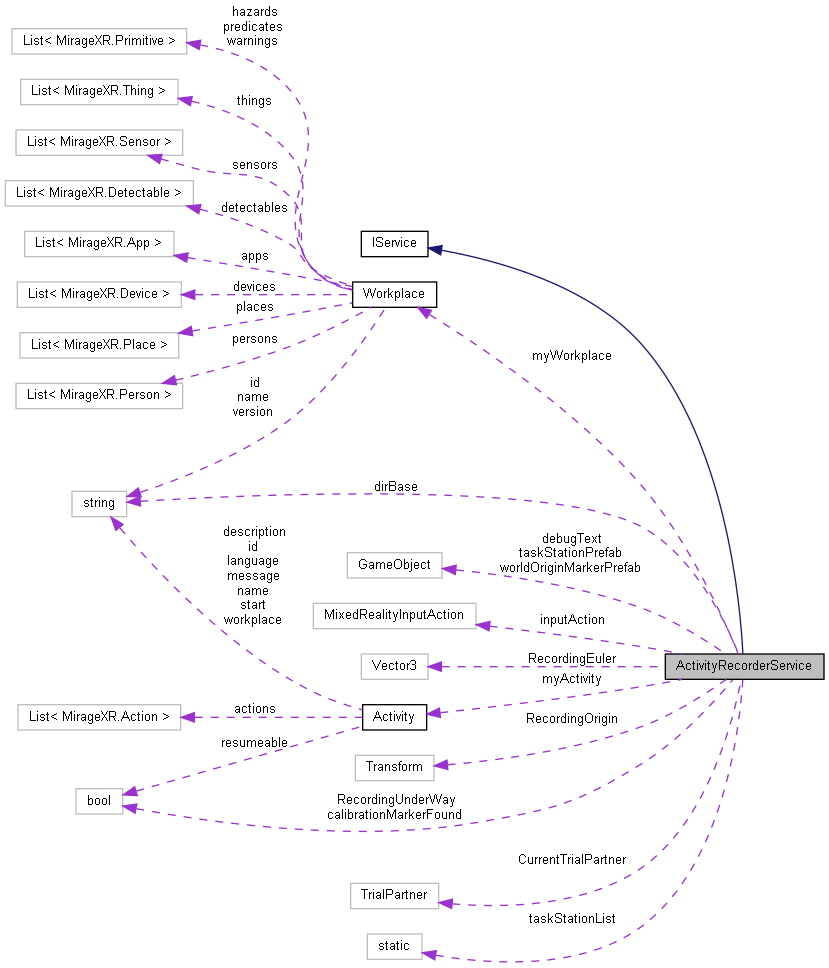 hazards
predicates
warnings
List< MirageXR.Primitive >
List< MirageXR.Thing >
things
List< MirageXR.Sensor >
sensors
List< MirageXR.Detectable >
detectables
List< MirageXR.App >
apps
IService
List< MirageXR.Device >
devices
Workplace
places
List< MirageXR.Place >
persons
myWorkplace
List< MirageXR.Person >
id
name
version
dirBase
string
description
id
language
message
name
start
workplace
debugText
taskStationPrefab
worldOriginMarkerPrefab
GameObject
MixedRealityInputAction
inputAction
Vector3
RecordingEuler
ActivityRecorderService
myActivity
List< MirageXR.Action >
actions
Activity
RecordingOrigin
resumeable
Transform
bool
RecordingUnderWay
calibrationMarkerFound
CurrentTrialPartner
TrialPartner
taskStationList
static